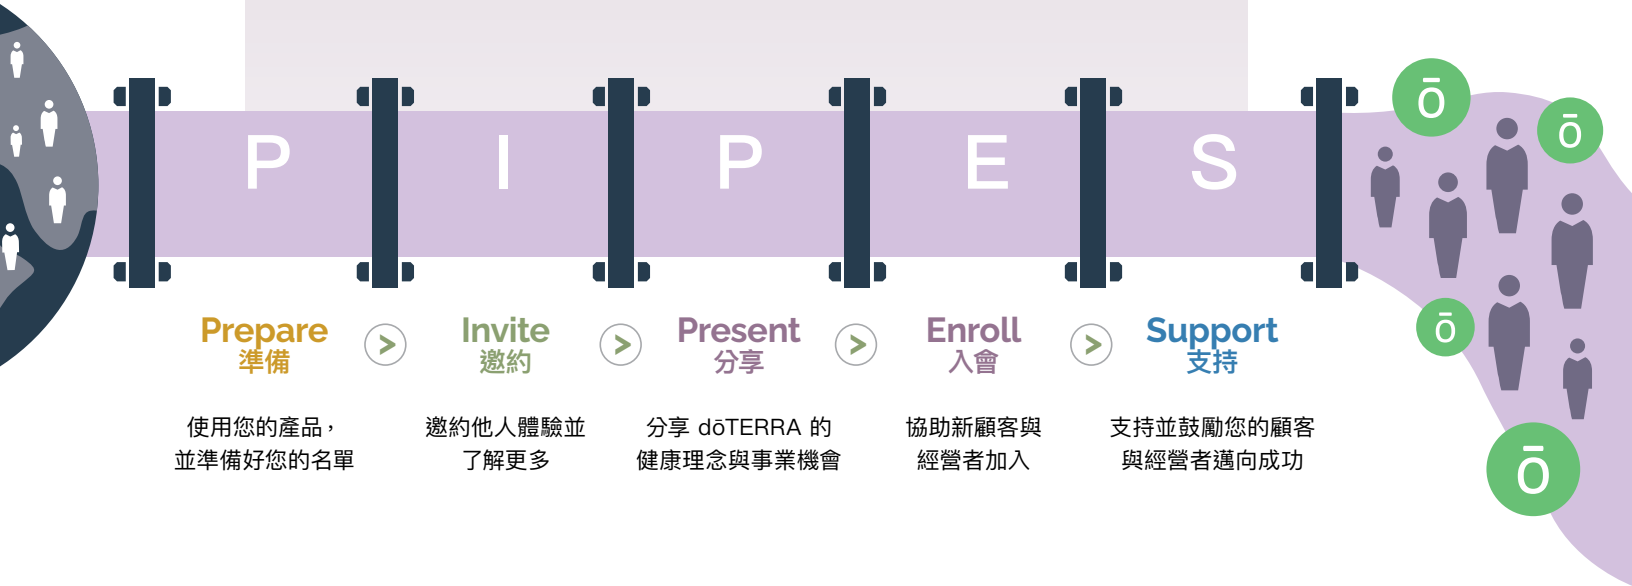 P I P E S
ō
ō
Prepare > Invite > Present > Enroll > Support
準備 邀約 分享 入會 支持
使用您的產品，
並準備好您的名單
邀約他人體驗並
了解更多
分享 dōTERRA 的
健康理念與事業機會
協助新顧客與
經營者加入
支持並鼓勵您的顧客
與經營者邁向成功
ō
ō